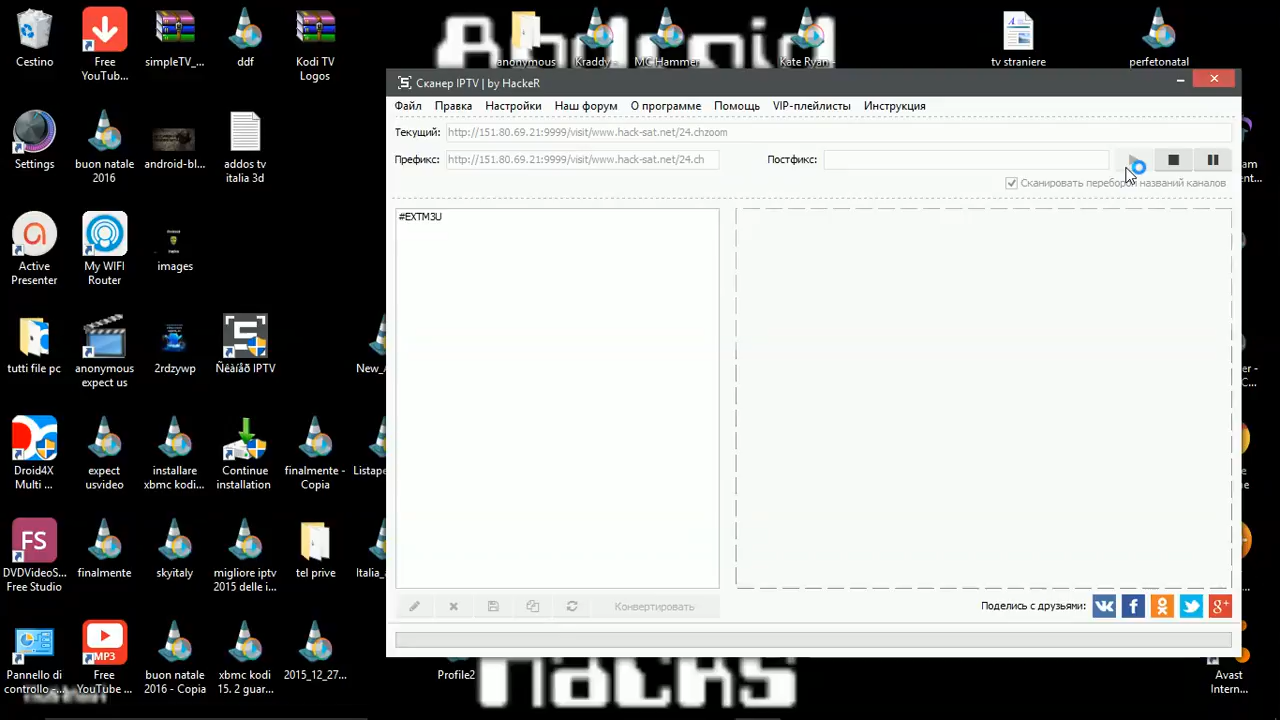 Android
Cestino
Free
YouTub...
simpleTV_...
ddf
Kodi TV
Logos
anonymous
Kraddy -
MC Hammer
Kate Ryan -
tv straniere
perfetonatal
Settings
buon natale
2016
android-bl...
addos tv
italia 3d
Active
Presenter
My WIFI
Router
images
tutti file pc
anonymous
expect us
2rdzywp
Ñêàíåð IPTV
New_A
Droid4X
Multi ...
expect
usvideo
installare
xbmc kodi...
Continue
installation
finalmente -
Copia
Listape
FS
DVDVideoS...
Free Studio
finalmente
skyitaly
migliore iptv
2015 delle i...
tel prive
Italia_
Pannello di
controllo -...
MP3
Free
YouTube ...
buon natale
2016 - Copia
xbmc kodi
15. 2 guar...
2015_12_27...
Profile2
Avast
Intern...
Hacks
Сканер IPTV | by HackeR
Файл Правка Настройки Наш форум О программе Помощь VIP-плейлисты Инструкция
Текущий: http://151.80.69.21:9999/visit/www.hack-sat.net/24.chzoom
Префикс: http://151.80.69.21:9999/visit/www.hack-sat.net/24.ch Постфикс:
Сканировать перебором названий каналов
#EXTM3U
Конвертировать
Поделись с друзьями: